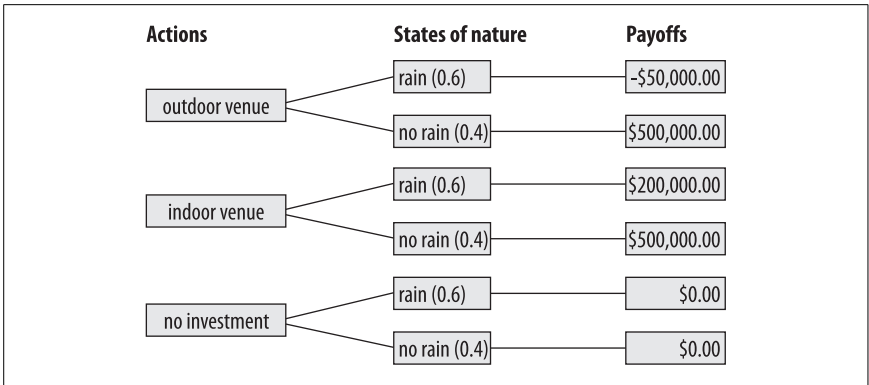 Actions States of nature Payoffs
rain (0.6) -$50,000.00
outdoor venue
no rain (0.4) $500,000.00
rain (0.6) $200,000.00
indoor venue
no rain (0.4) $500,000.00
rain (0.6) $0.00
no investment
no rain (0.4) $0.00